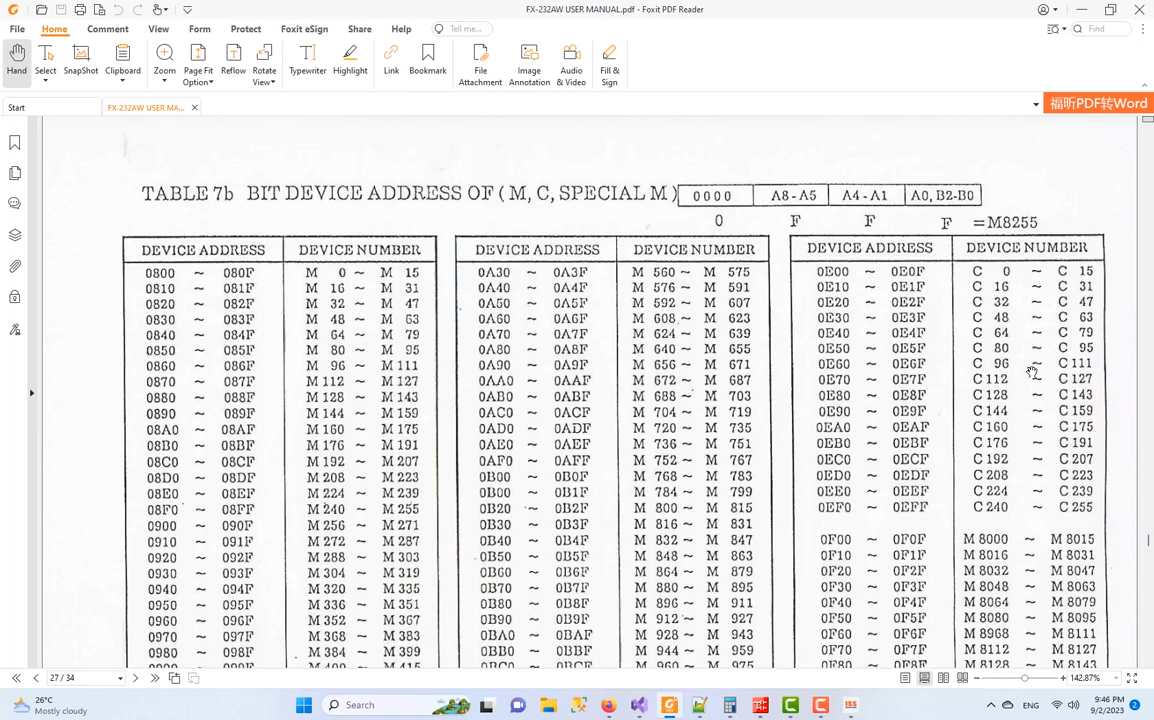 FX-232AW USER MANUAL.pdf - Foxit PDF Reader
File Home Comment View Form Protect Foxit eSign Share Help Tell me... Find
Hand Select SnapShot Clipboard Zoom Page Fit Option Reflow Rotate View Typewriter Highlight Link Bookmark File Attachment Image Annotation Audio & Video Fill & Sign
Start FX-232AW USER MA... 福昕PDF转Word
TABLE 7b BIT DEVICE ADDRESS OF ( M, C, SPECIAL M ) 0000 A8-A5 A4-A1 A0, B2-B0
0 F F F =M8255
DEVICE ADDRESS DEVICE NUMBER DEVICE ADDRESS DEVICE NUMBER DEVICE ADDRESS DEVICE NUMBER
0800 ~ 080F M 0 ~ M 15 0A30 ~ 0A3F M 560 ~ M 575 0E00 ~ 0E0F C 0 ~ C 15
0810 ~ 081F M 16 ~ M 31 0A40 ~ 0A4F M 576 ~ M 591 0E10 ~ 0E1F C 16 ~ C 31
0820 ~ 082F M 32 ~ M 47 0A50 ~ 0A5F M 592 ~ M 607 0E20 ~ 0E2F C 32 ~ C 47
0830 ~ 083F M 48 ~ M 63 0A60 ~ 0A6F M 608 ~ M 623 0E30 ~ 0E3F C 48 ~ C 63
0840 ~ 084F M 64 ~ M 79 0A70 ~ 0A7F M 624 ~ M 639 0E40 ~ 0E4F C 64 ~ C 79
0850 ~ 085F M 80 ~ M 95 0A80 ~ 0A8F M 640 ~ M 655 0E50 ~ 0E5F C 80 ~ C 95
0860 ~ 086F M 96 ~ M 111 0A90 ~ 0A9F M 656 ~ M 671 0E60 ~ 0E6F C 96 ~ C 111
0870 ~ 087F M 112 ~ M 127 0AA0 ~ 0AAF M 672 ~ M 687 0E70 ~ 0E7F C 112 ~ C 127
0880 ~ 088F M 128 ~ M 143 0AB0 ~ 0ABF M 688 ~ M 703 0E80 ~ 0E8F C 128 ~ C 143
0890 ~ 089F M 144 ~ M 159 0AC0 ~ 0ACF M 704 ~ M 719 0E90 ~ 0E9F C 144 ~ C 159
08A0 ~ 08AF M 160 ~ M 175 0AD0 ~ 0ADF M 720 ~ M 735 0EA0 ~ 0EAF C 160 ~ C 175
08B0 ~ 08BF M 176 ~ M 191 0AE0 ~ 0AEF M 736 ~ M 751 0EB0 ~ 0EBF C 176 ~ C 191
08C0 ~ 08CF M 192 ~ M 207 0AF0 ~ 0AFF M 752 ~ M 767 0EC0 ~ 0ECF C 192 ~ C 207
08D0 ~ 08DF M 208 ~ M 223 0B00 ~ 0B0F M 768 ~ M 783 0ED0 ~ 0EDF C 208 ~ C 223
08E0 ~ 08EF M 224 ~ M 239 0B00 ~ 0B1F M 784 ~ M 799 0EE0 ~ 0EEF C 224 ~ C 239
08F0 ~ 08FF M 240 ~ M 255 0B20 ~ 0B2F M 800 ~ M 815 0EF0 ~ 0EFF C 240 ~ C 255
0900 ~ 090F M 256 ~ M 271 0B30 ~ 0B3F M 816 ~ M 831
0910 ~ 091F M 272 ~ M 287 0B40 ~ 0B4F M 832 ~ M 847 0F00 ~ 0F0F M 8000 ~ M 8015
0920 ~ 092F M 288 ~ M 303 0B50 ~ 0B5F M 848 ~ M 863 0F10 ~ 0F1F M 8016 ~ M 8031
0930 ~ 093F M 304 ~ M 319 0B60 ~ 0B6F M 864 ~ M 879 0F20 ~ 0F2F M 8032 ~ M 8047
0940 ~ 094F M 320 ~ M 335 0B70 ~ 0B7F M 880 ~ M 895 0F30 ~ 0F3F M 8048 ~ M 8063
0950 ~ 095F M 336 ~ M 351 0B80 ~ 0B8F M 896 ~ M 911 0F40 ~ 0F4F M 8064 ~ M 8079
0960 ~ 096F M 352 ~ M 367 0B90 ~ 0B9F M 912 ~ M 927 0F50 ~ 0F5F M 8080 ~ M 8095
0970 ~ 097F M 368 ~ M 383 0BA0 ~ 0BAF M 928 ~ M 943 0F60 ~ 0F6F M 8968 ~ M 8111
0980 ~ 098F M 384 ~ M 399 0BB0 ~ 0BBF M 944 ~ M 959 0F70 ~ 0F7F M 8112 ~ M 8127
0990 ~ 099F M 400 ~ M 415 0BC0 ~ 0BCF M 960 ~ M 975 0F80 ~ 0F8F M 8128 ~ M 8143
27 / 34 142.87%
26°C Mostly cloudy Search ENG 9:46 PM 9/2/2023 2